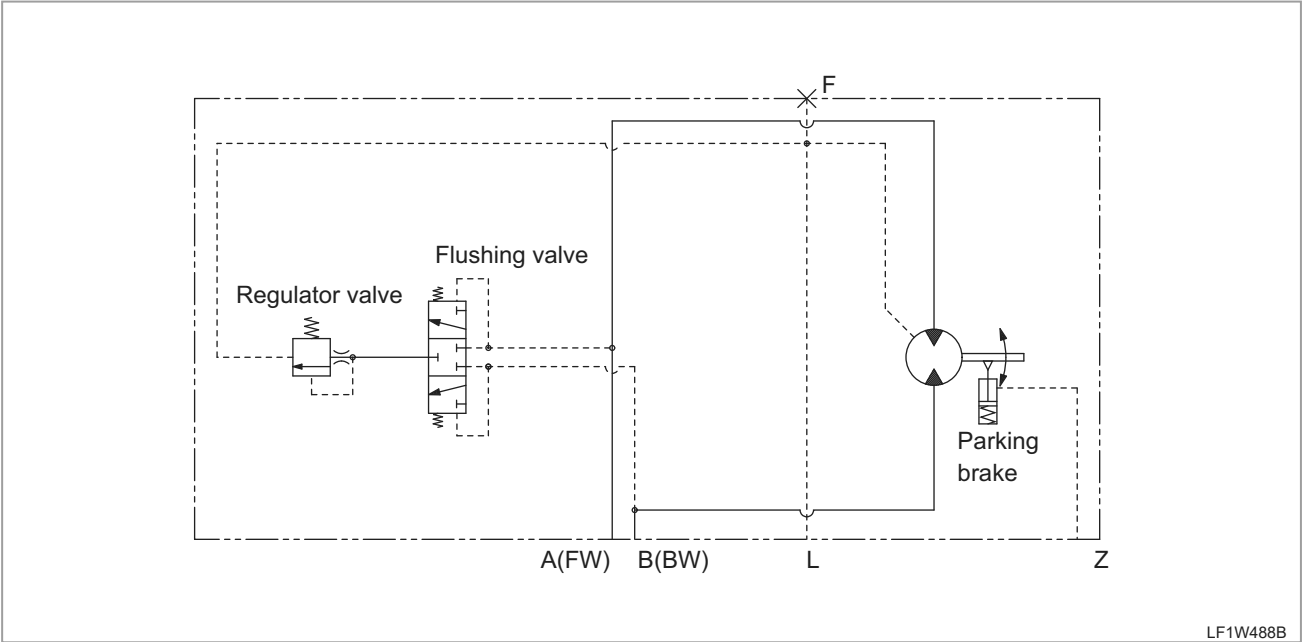 F
Flushing valve
Regulator valve
Parking
brake
A(FW) B(BW) L Z
LF1W488B